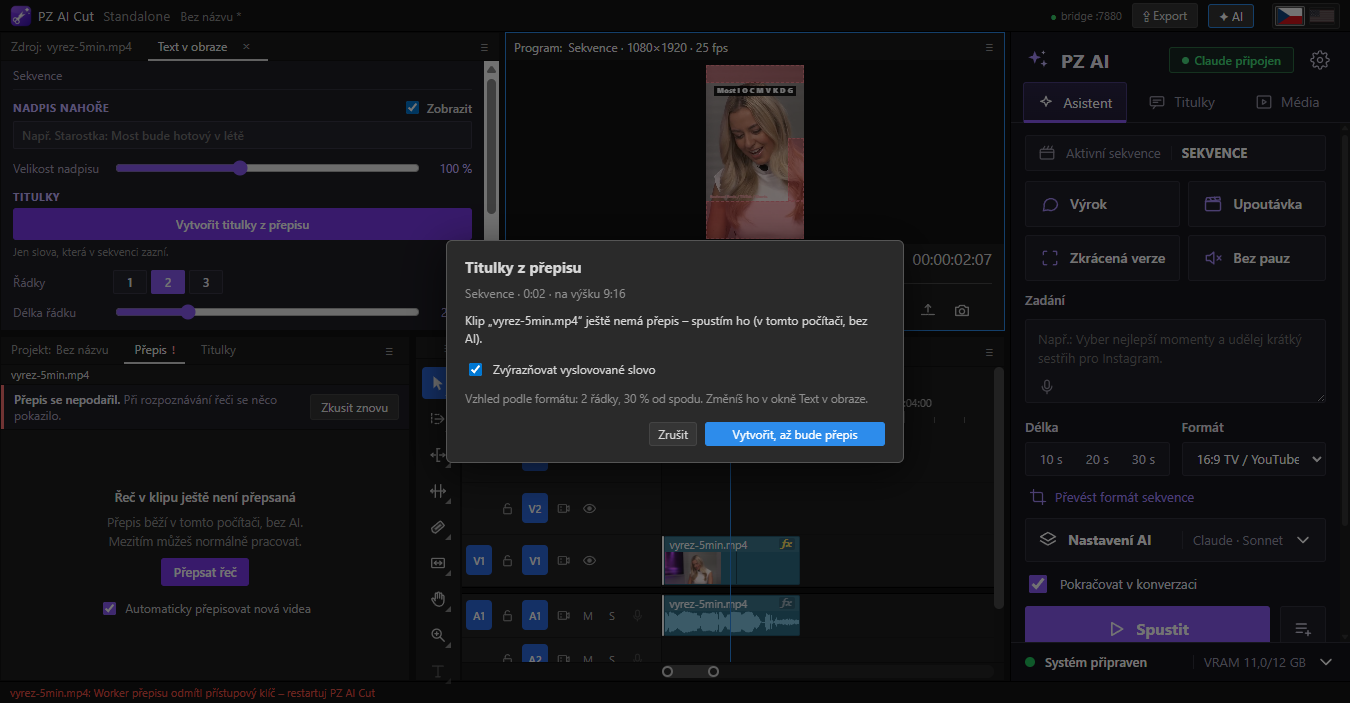 PZ AI Cut Standalone Bez názvu *
bridge :7880
Export
AI
Zdroj: vyrez-5min.mp4
Text v obraze
Sekvence
NADPIS NAHOŘE
Zobrazit
Např. Starostka: Most bude hotový v létě
Velikost nadpisu
100 %
TITULKY
Vytvořit titulky z přepisu
Jen slova, která v sekvenci zazní.
Řádky
1 2 3
Délka řádku
Program: Sekvence · 1080×1920 · 25 fps
Most I O C M V K D G
00:00:02:07
Titulky z přepisu
Sekvence · 0:02 · na výšku 9:16
Klip „vyrez-5min.mp4“ ještě nemá přepis – spustím ho (v tomto počítači, bez
AI).
Zvýrazňovat vyslovované slovo
Vzhled podle formátu: 2 řádky, 30 % od spodu. Změníš ho v okně Text v obraze.
Zrušit
Vytvořit, až bude přepis
Projekt: Bez názvu
Přepis !
Titulky
vyrez-5min.mp4
Přepis se nepodařil. Při rozpoznávání řeči se něco
pokazilo.
Zkusit znovu
Řeč v klipu ještě není přepsaná
Přepis běží v tomto počítači, bez AI.
Mezitím můžeš normálně pracovat.
Přepsat řeč
Automaticky přepisovat nová videa
:04:00
V2
V1 V1
vyrez-5min.mp4 fx
A1 A1 M S
vyrez-5min.mp4 fx
A2 M S
PZ AI
Claude připojen
Asistent
Titulky
Média
Aktivní sekvence
SEKVENCE
Výrok
Upoutávka
Zkrácená verze
Bez pauz
Zadání
Např.: Vyber nejlepší momenty a udělej krátký
sestřih pro Instagram.
Délka
Formát
10 s 20 s 30 s
16:9 TV / YouTube
Převést formát sekvence
Nastavení AI
Claude · Sonnet
Pokračovat v konverzaci
Spustit
Systém připraven
VRAM 11,0/12 GB
vyrez-5min.mp4: Worker přepisu odmítl přístupový klíč – restartuj PZ AI Cut